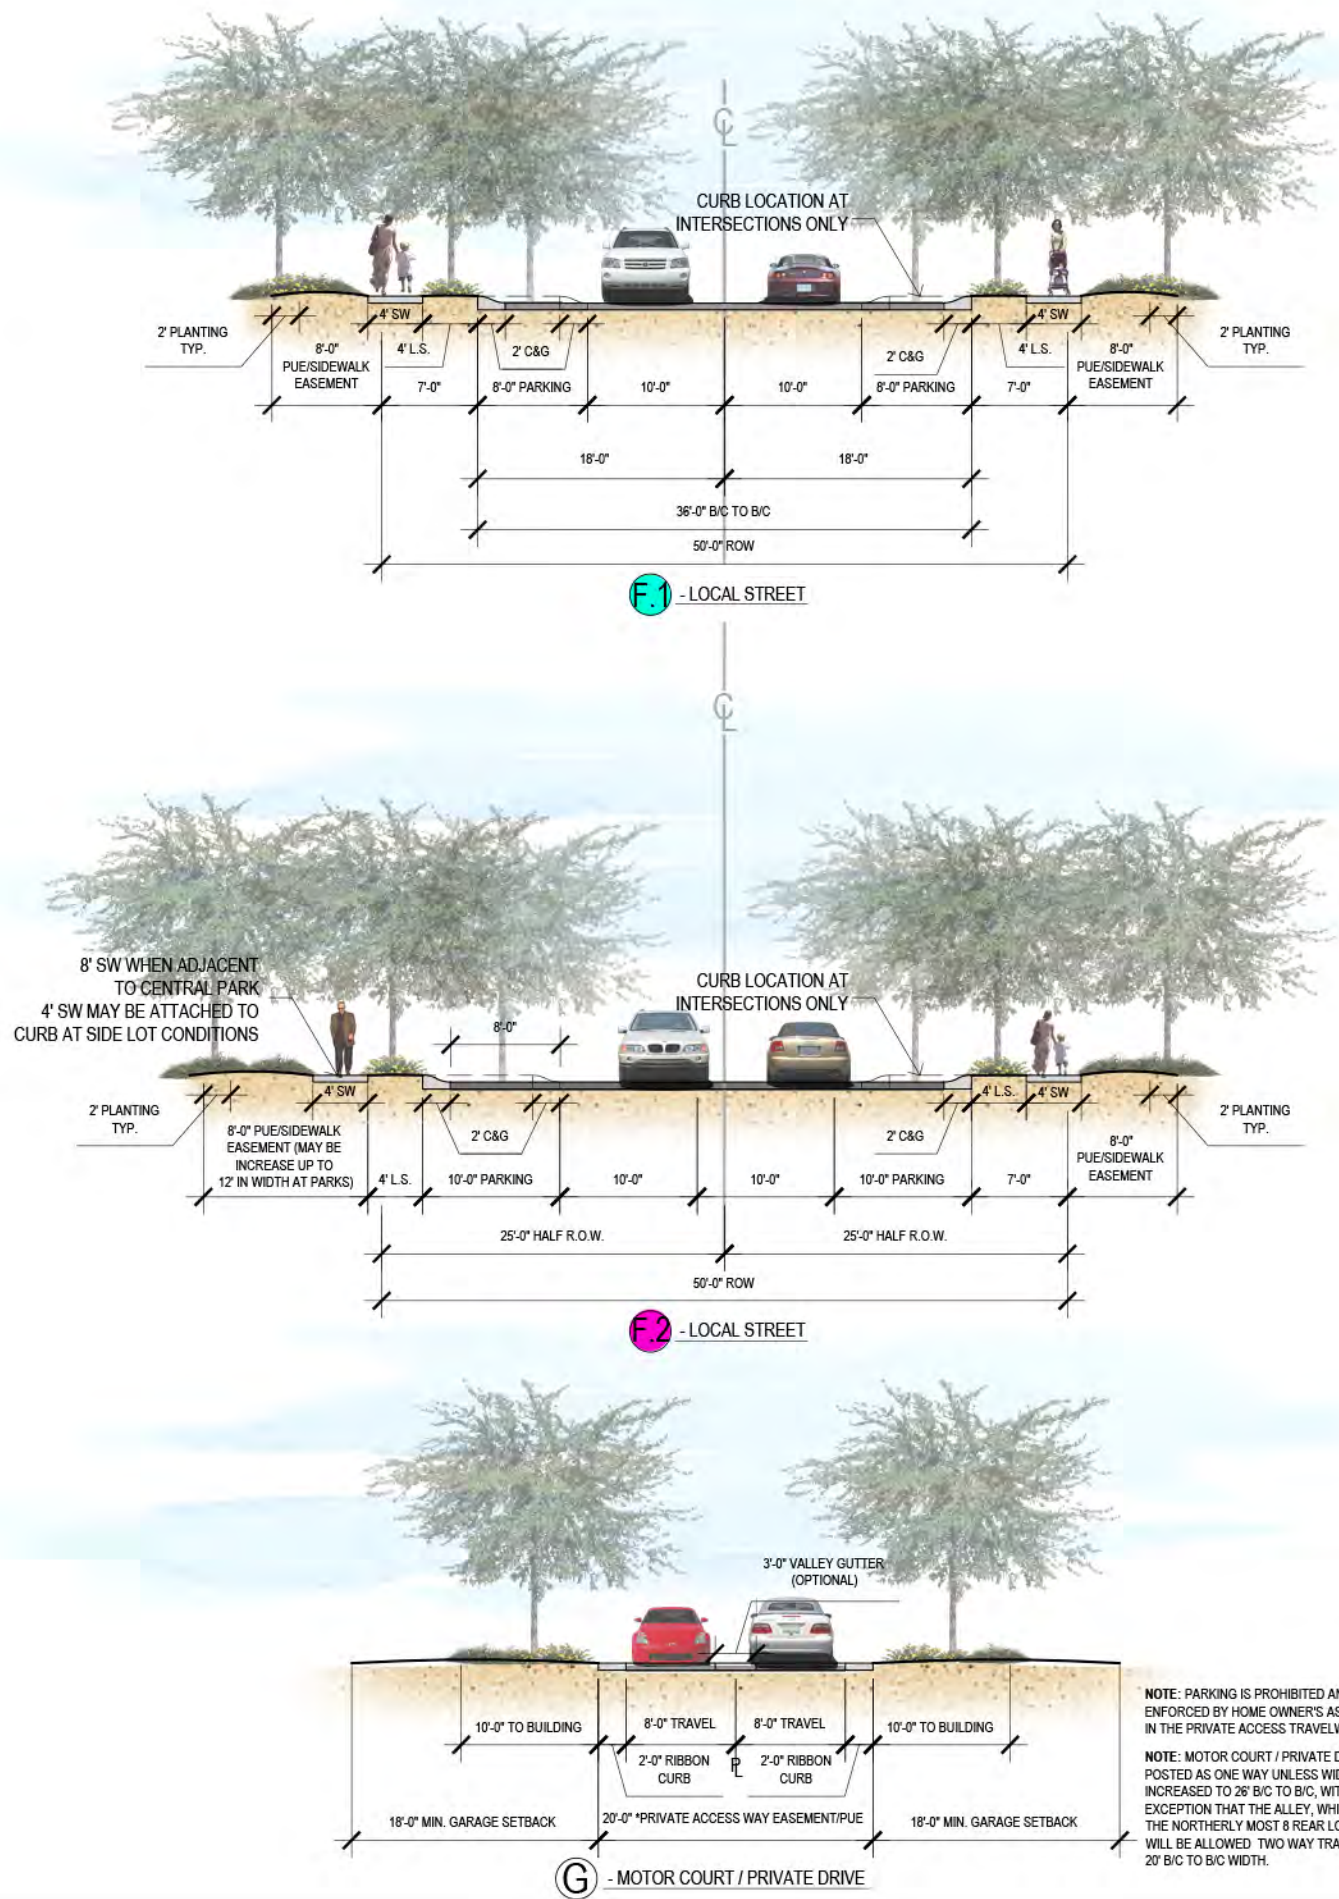 CL
CURB LOCATION AT
INTERSECTIONS ONLY
4' SW
4' SW
2' PLANTING
TYP.
8'-0"
PUE/SIDEWALK
EASEMENT
4' L.S.
2' C&G
2' C&G
4' L.S.
8'-0"
PUE/SIDEWALK
EASEMENT
2' PLANTING
TYP.
7'-0"
8'-0" PARKING
10'-0"
10'-0"
8'-0" PARKING
7'-0"
18'-0"
18'-0"
36'-0" B/C TO B/C
50'-0" ROW
F.1 - LOCAL STREET
CL
8' SW WHEN ADJACENT
TO CENTRAL PARK
4' SW MAY BE ATTACHED TO
CURB AT SIDE LOT CONDITIONS
CURB LOCATION AT
INTERSECTIONS ONLY
8'-0"
4' SW
4' L.S.
4' SW
2' PLANTING
TYP.
8'-0" PUE/SIDEWALK
EASEMENT (MAY BE
INCREASE UP TO
12' IN WIDTH AT PARKS)
2' C&G
2' C&G
8'-0"
PUE/SIDEWALK
EASEMENT
2' PLANTING
TYP.
4' L.S.
10'-0" PARKING
10'-0"
10'-0"
10'-0" PARKING
7'-0"
25'-0" HALF R.O.W.
25'-0" HALF R.O.W.
50'-0" ROW
F.2 - LOCAL STREET
3'-0" VALLEY GUTTER
(OPTIONAL)
10'-0" TO BUILDING
8'-0" TRAVEL
8'-0" TRAVEL
10'-0" TO BUILDING
2'-0" RIBBON
CURB
PL
2'-0" RIBBON
CURB
18'-0" MIN. GARAGE SETBACK
20'-0" *PRIVATE ACCESS WAY EASEMENT/PUE
18'-0" MIN. GARAGE SETBACK
G - MOTOR COURT / PRIVATE DRIVE
NOTE: PARKING IS PROHIBITED AN
ENFORCED BY HOME OWNER'S AS
IN THE PRIVATE ACCESS TRAVELW
NOTE: MOTOR COURT / PRIVATE D
POSTED AS ONE WAY UNLESS WID
INCREASED TO 26' B/C TO B/C, WIT
EXCEPTION THAT THE ALLEY, WHI
THE NORTHERLY MOST 8 REAR LO
WILL BE ALLOWED TWO WAY TRA
20' B/C TO B/C WIDTH.